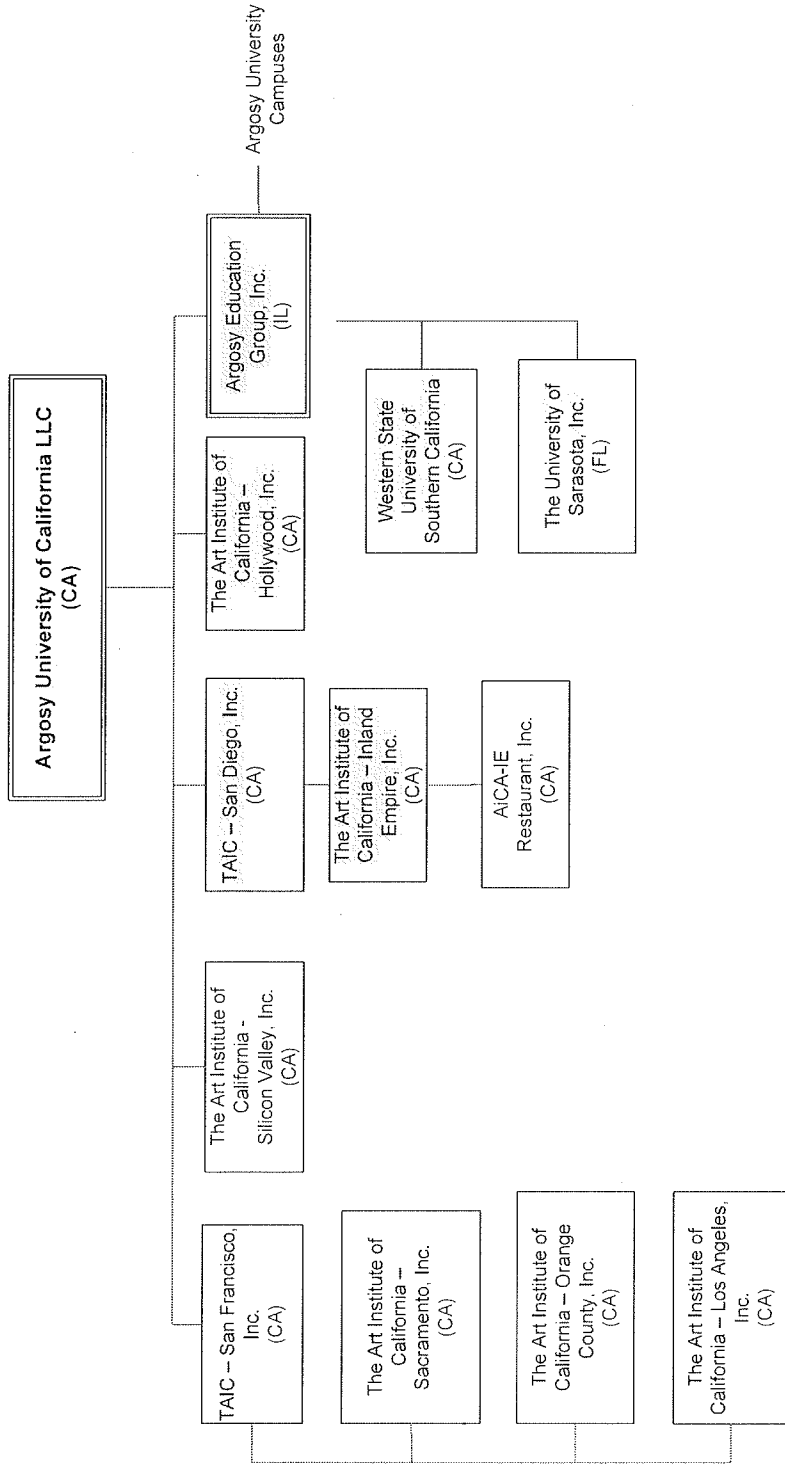 Argosy University of California LLC
(CA)
TAIC – San Francisco,
Inc.
(CA)
The Art Institute of
California –
Sacramento, Inc.
(CA)
The Art Institute of
California – Orange
County, Inc.
(CA)
The Art Institute of
California – Los Angeles,
Inc.
(CA)
The Art Institute of
California -
Silicon Valley, Inc.
(CA)
TAIC – San Diego, Inc.
(CA)
The Art Institute of
California – Inland
Empire, Inc.
(CA)
AiCA-IE
Restaurant, Inc.
(CA)
The Art Institute of
California –
Hollywood, Inc.
(CA)
Argosy Education
Group, Inc.
(IL)
Argosy University
Campuses
Western State
University of
Southern California
(CA)
The University of
Sarasota, Inc.
(FL)